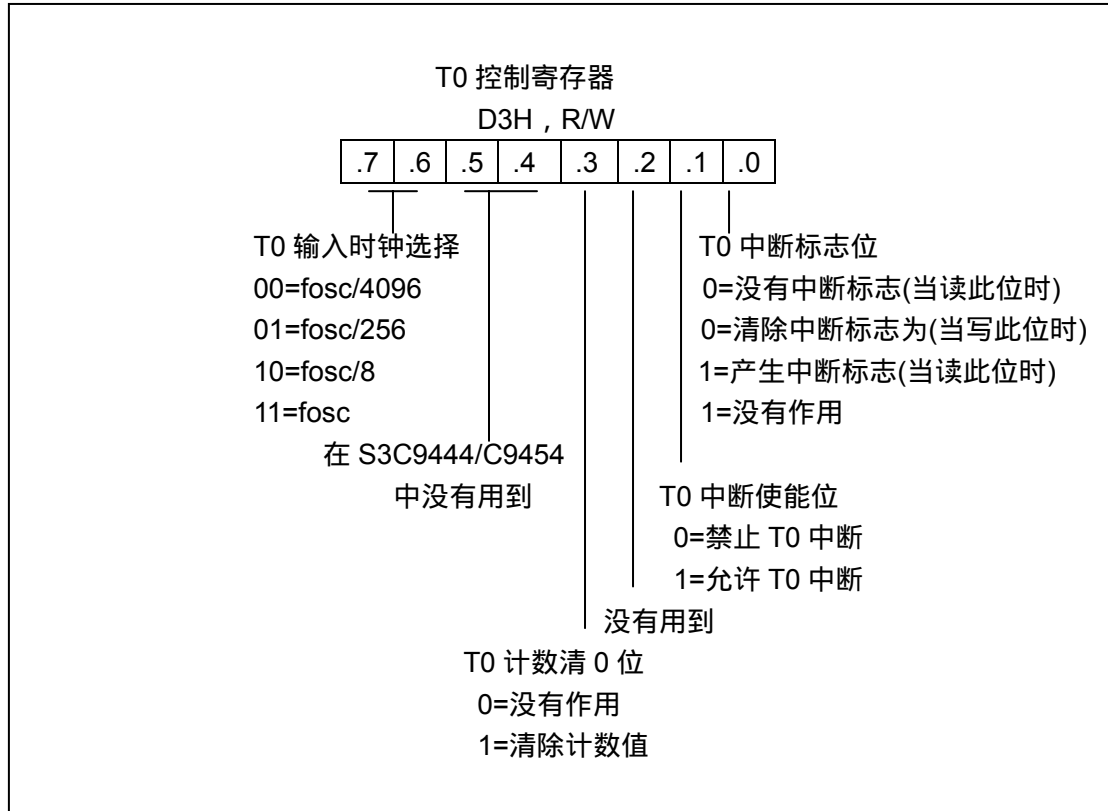 T0 控制寄存器
D3H , R/W
.7 .6 .5 .4 .3 .2 .1 .0
T0 输入时钟选择
00=fosc/4096
01=fosc/256
10=fosc/8
11=fosc
在 S3C9444/C9454
中没有用到
T0 中断标志位
0=没有中断标志(当读此位时)
0=清除中断标志为(当写此位时)
1=产生中断标志(当读此位时)
1=没有作用
T0 中断使能位
0=禁止 T0 中断
1=允许 T0 中断
没有用到
T0 计数清 0 位
0=没有作用
1=清除计数值